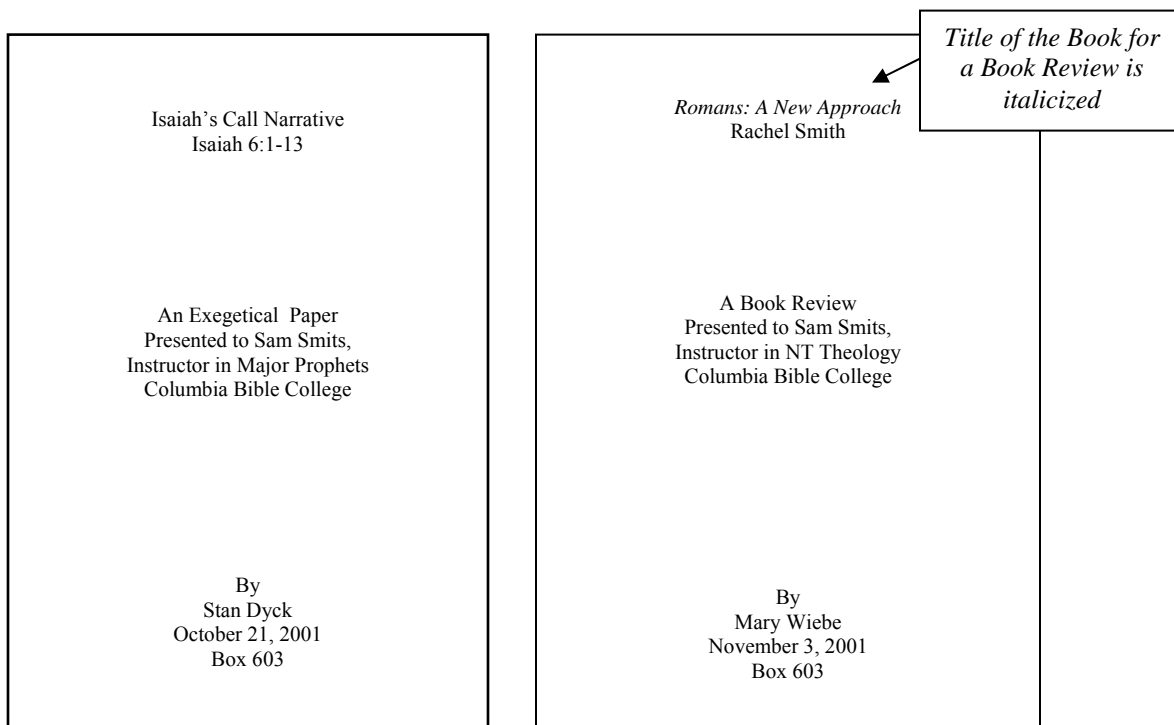 Isaiah’s Call Narrative
Isaiah 6:1-13
An Exegetical  Paper
Presented to Sam Smits,
Instructor in Major Prophets
Columbia Bible College
By
Stan Dyck
October 21, 2001
Box 603
Title of the Book for
a Book Review is
italicized
Romans: A New Approach
Rachel Smith
A Book Review
Presented to Sam Smits,
Instructor in NT Theology
Columbia Bible College
By
Mary Wiebe
November 3, 2001
Box 603